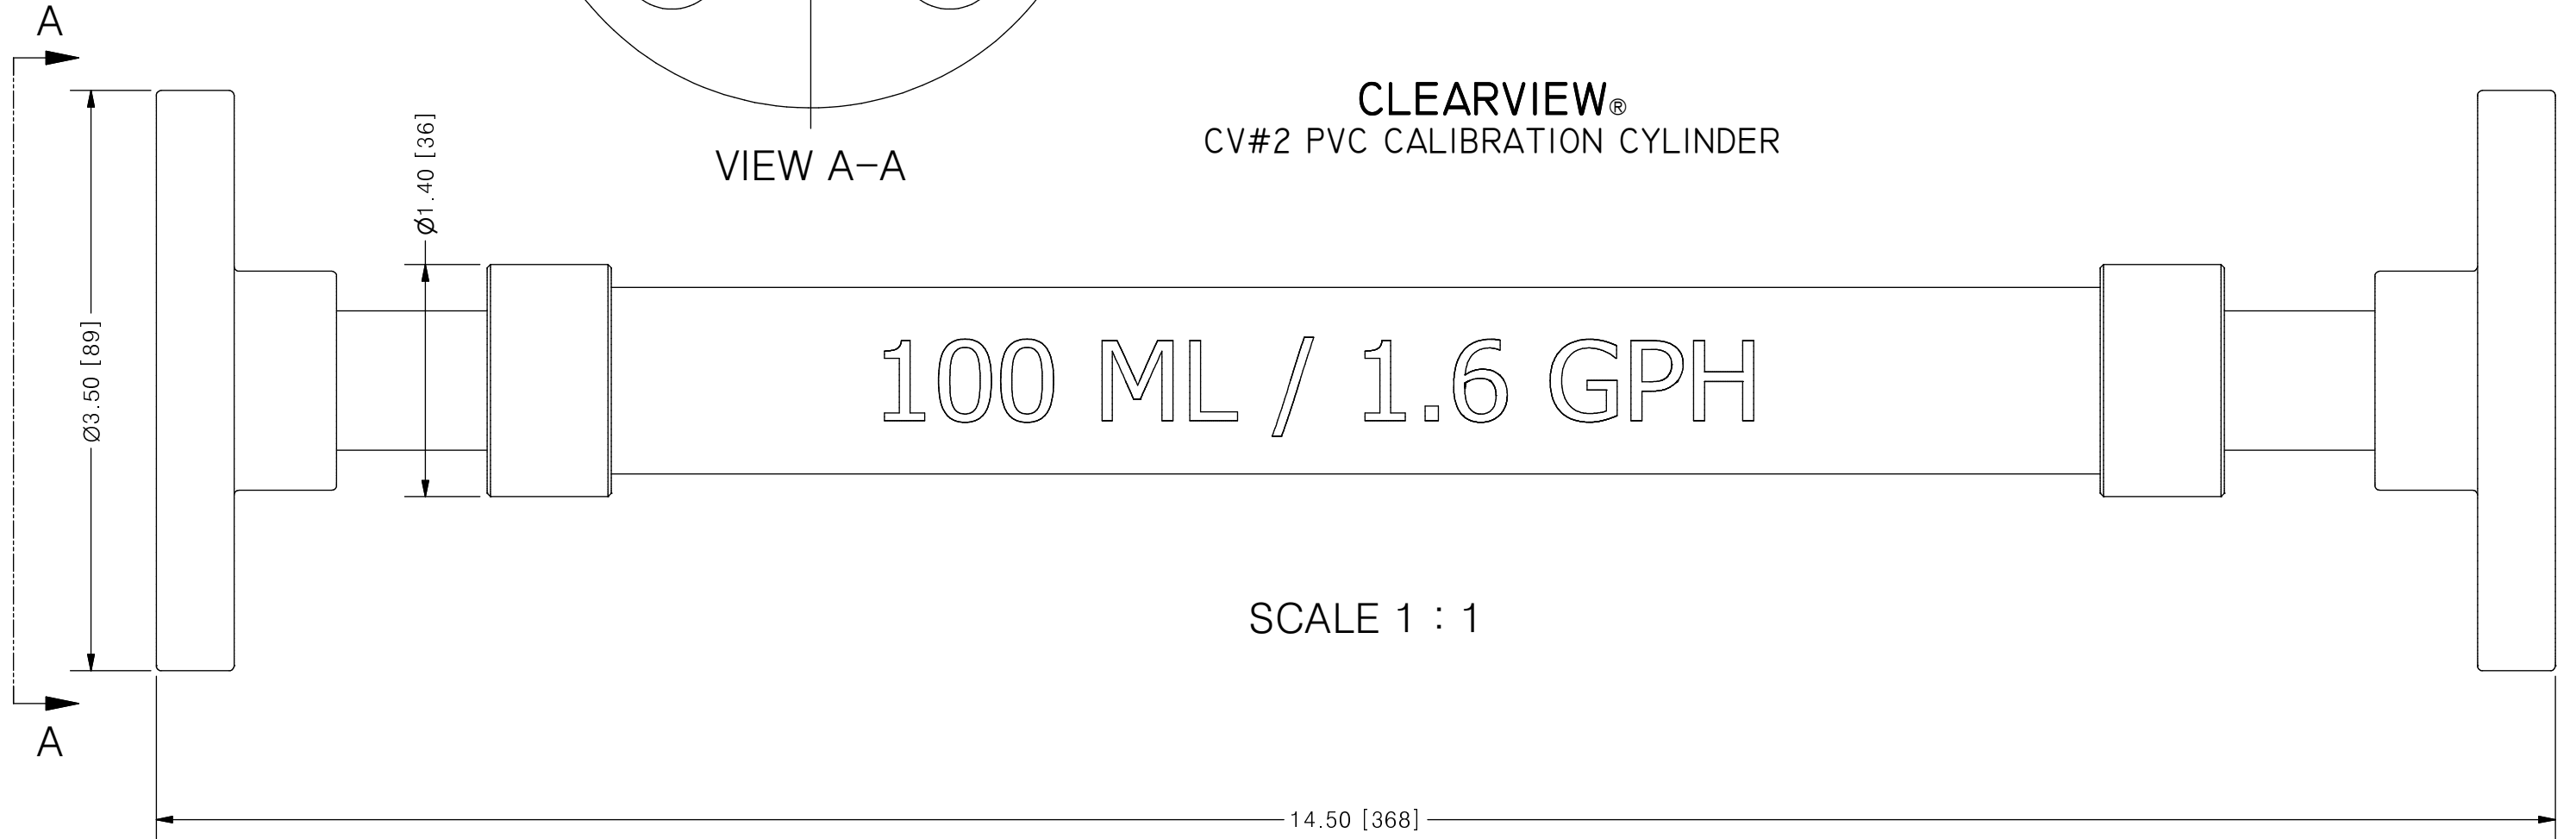 A
CLEARVIEW®
CV#2 PVC CALIBRATION CYLINDER
VIEW A-A
Ø1.40 [36]
Ø3.50 [89]
100 ML / 1.6 GPH
SCALE 1 : 1
A
14.50 [368]